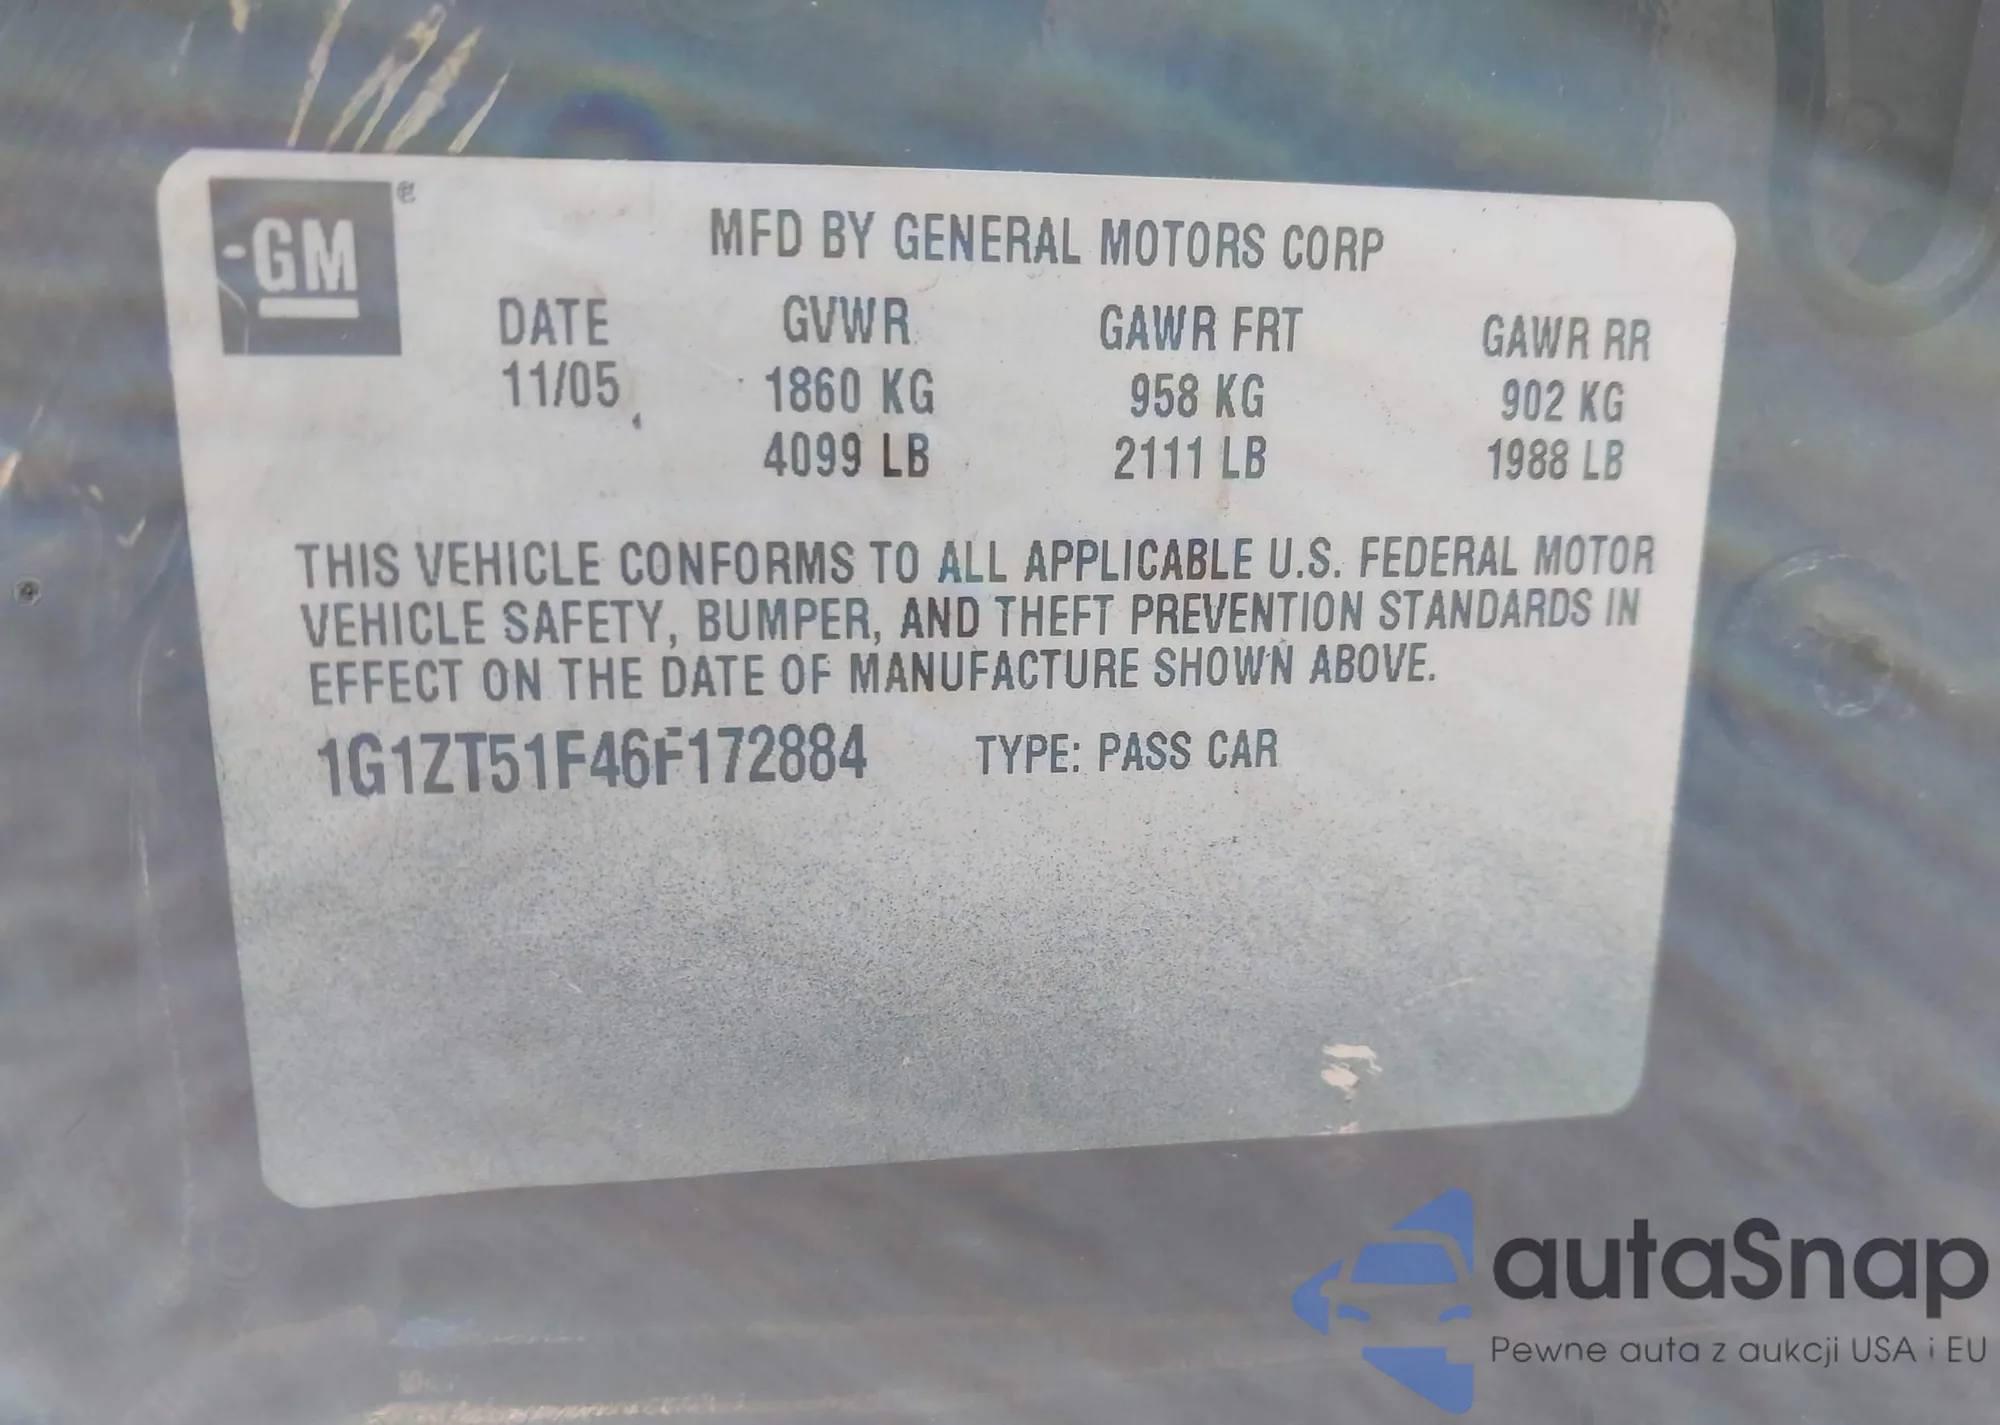 GM
MFD BY GENERAL MOTORS CORP
DATE GVWR GAWR FRT GAWR RR
11/05 1860 KG 958 KG 902 KG
4099 LB 2111 LB 1988 LB
THIS VEHICLE CONFORMS TO ALL APPLICABLE U.S. FEDERAL MOTOR
VEHICLE SAFETY, BUMPER, AND THEFT PREVENTION STANDARDS IN
EFFECT ON THE DATE OF MANUFACTURE SHOWN ABOVE.
1G1ZT51F46F172884 TYPE: PASS CAR
autaSnap
Pewne auta z aukcji USA i EU